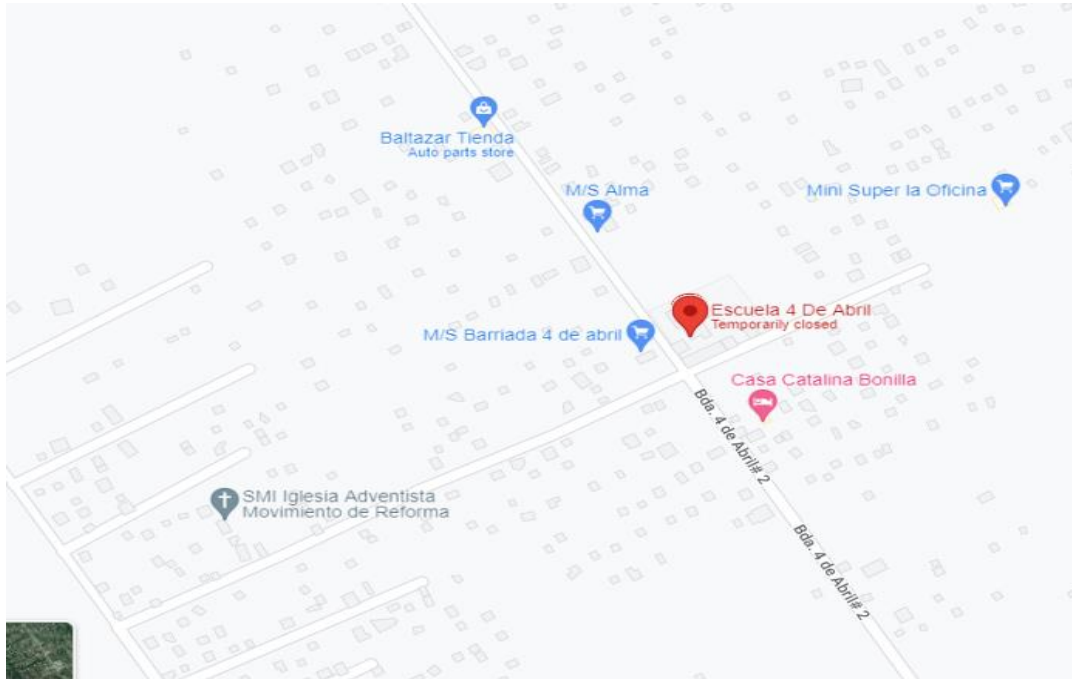 Baltazar Tienda
Auto parts store
M/S Alma
Mini Super la Oficina
Escuela 4 De Abril
Temporarily closed
M/S Barriada 4 de abril
Casa Catalina Bonilla
Bda. 4 de Abril# 2
SMI Iglesia Adventista
Movimiento de Reforma
Bda. 4 de Abril# 2